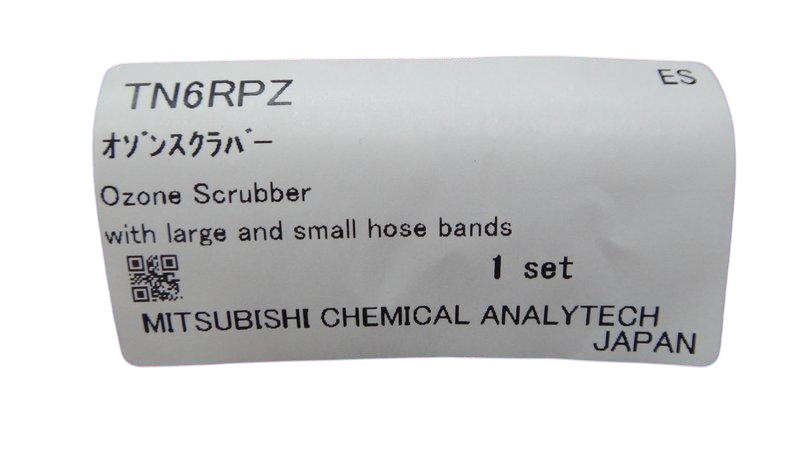 TN6RPZ ES
オゾンスクラバー
Ozone Scrubber
with large and small hose bands
1 set
MITSUBISHI CHEMICAL ANALYTECH
JAPAN